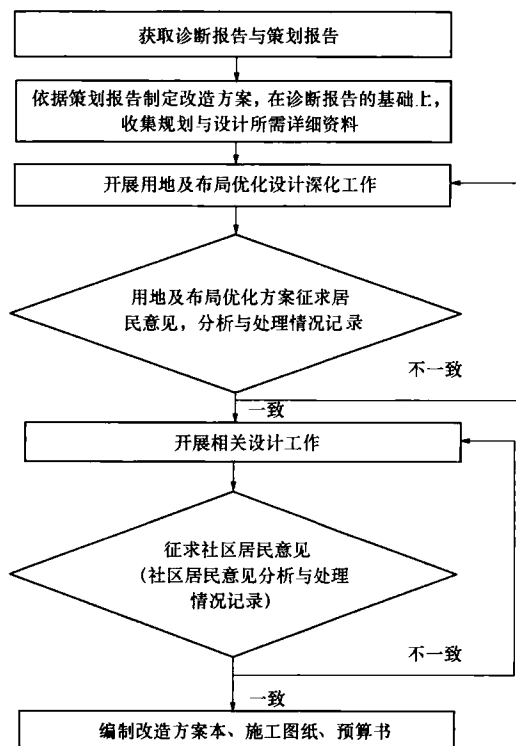 获取诊断报告与策划报告
依据策划报告制定改造方案，在诊断报告的基础上，
收集规划与设计所需详细资料
开展用地及布局优化设计深化工作
用地及布局优化方案征求居
民意见，分析与处理情况记录
不一致
一致
开展相关设计工作
征求社区居民意见
(社区居民意见分析与处理
情况记录)
不一致
一致
编制改造方案本、施工图纸、预算书